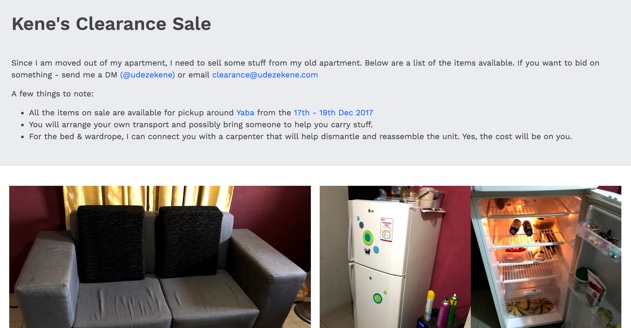 Kene's Clearance Sale
Since I am moved out of my apartment, I need to sell some stuff from my old apartment. Below are a list of the items available. If you want to bid on
something - send me a DM (@udezekene) or email clearance@udezekene.com
A few things to note:
All the items on sale are available for pickup around Yaba from the 17th - 19th Dec 2017
You will arrange your own transport and possibly bring someone to help you carry stuff.
For the bed & wardrope, I can connect you with a carpenter that will help dismantle and reassemble the unit. Yes, the cost will be on you.
LG